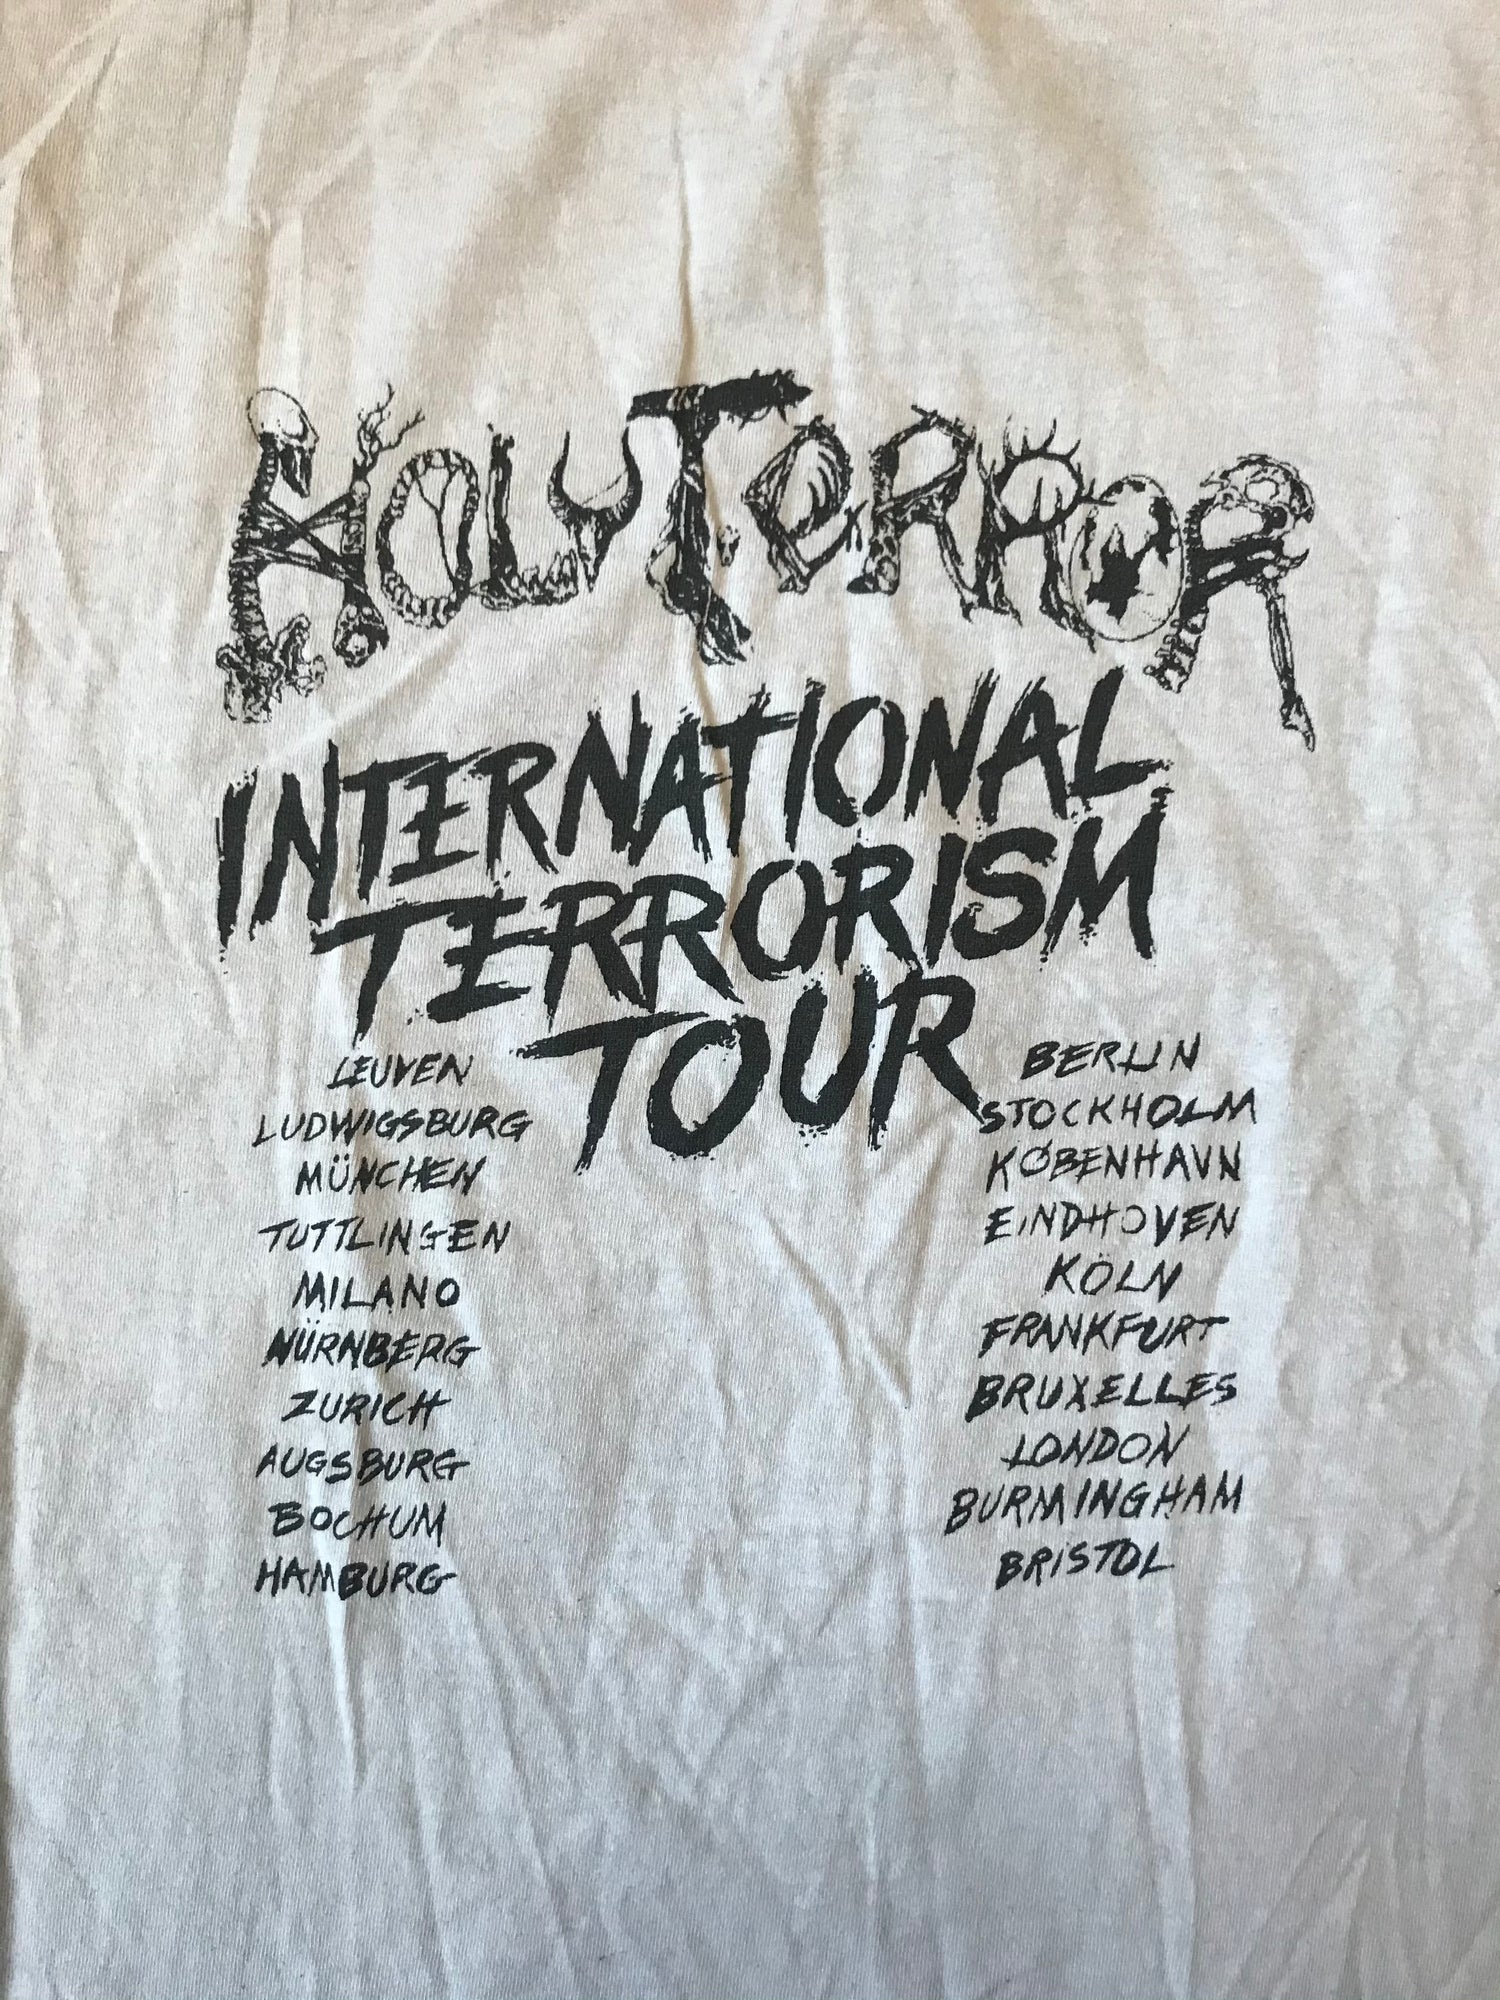 HOLY TERROR
INTERNATIONAL
TERRORISM
TOUR
LEUVEN
LUDWIGSBURG
MÜNCHEN
TUTTLINGEN
MILANO
NÜRNBERG
ZURICH
AUGSBURG
BOCHUM
HAMBURG
BERLIN
STOCKHOLM
KØBENHAVN
EINDHOVEN
KÖLN
FRANKFURT
BRUXELLES
LONDON
BURMINGHAM
BRISTOL